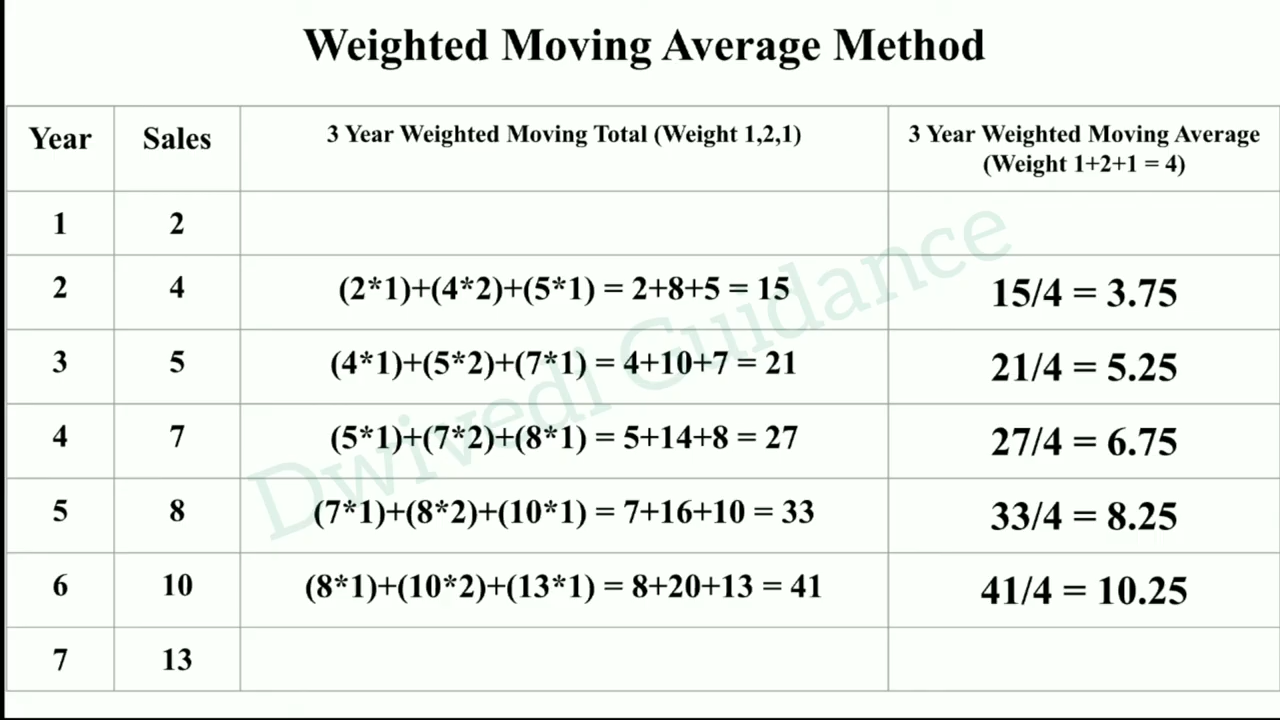 Weighted Moving Average Method
Year Sales 3 Year Weighted Moving Total (Weight 1,2,1) 3 Year Weighted Moving Average
(Weight 1+2+1 = 4)
1 2
2 4 (2*1)+(4*2)+(5*1) = 2+8+5 = 15 15/4 = 3.75
3 5 (4*1)+(5*2)+(7*1) = 4+10+7 = 21 21/4 = 5.25
4 7 (5*1)+(7*2)+(8*1) = 5+14+8 = 27 27/4 = 6.75
5 8 (7*1)+(8*2)+(10*1) = 7+16+10 = 33 33/4 = 8.25
6 10 (8*1)+(10*2)+(13*1) = 8+20+13 = 41 41/4 = 10.25
7 13
Dwivedi Guidance